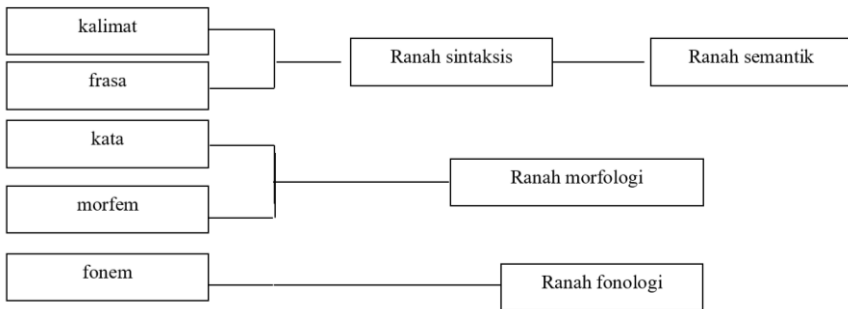 kalimat
frasa
Ranah sintaksis
Ranah semantik
kata
morfem
Ranah morfologi
fonem
Ranah fonologi